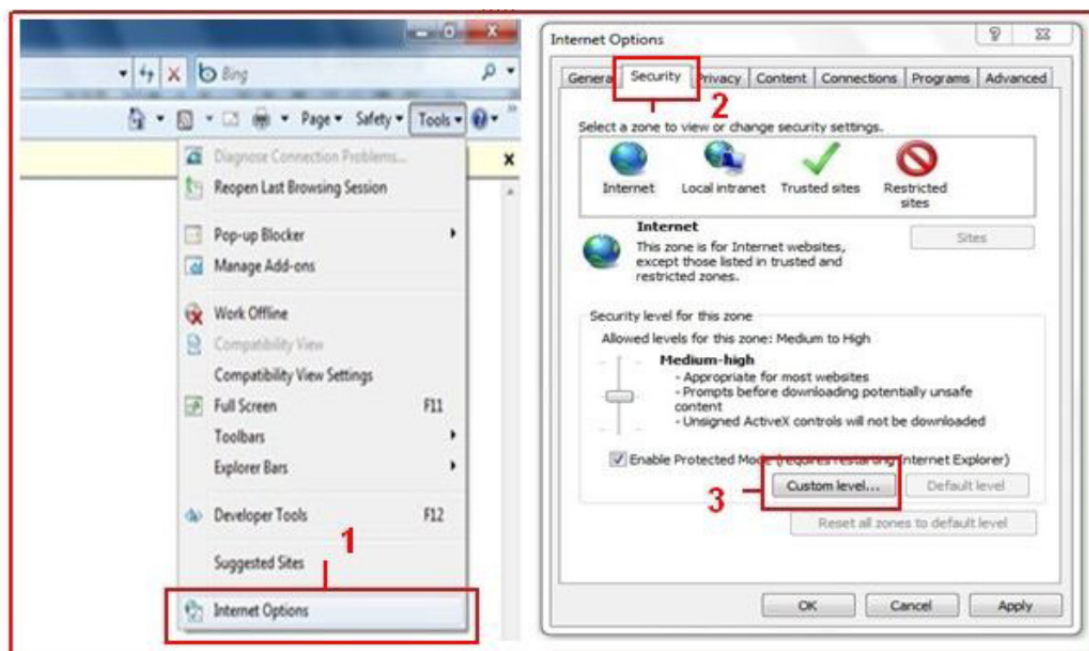 Bing
Page Safety Tools
Diagnose Connection Problems...
Reopen Last Browsing Session
Pop-up Blocker
Manage Add-ons
Work Offline
Compatibility View
Compatibility View Settings
Full Screen F11
Toolbars
Explorer Bars
Developer Tools F12
Suggested Sites
1
Internet Options
Internet Options
General Security Privacy Content Connections Programs Advanced
2
Select a zone to view or change security settings.
Internet Local intranet Trusted sites Restricted
sites
Internet
This zone is for Internet websites,
except those listed in trusted and
restricted zones.
Sites
Security level for this zone
Allowed levels for this zone: Medium to High
Medium-high
- Appropriate for most websites
- Prompts before downloading potentially unsafe
content
- Unsigned ActiveX controls will not be downloaded
Enable Protected Mode (requires restarting Internet Explorer)
3
Custom level... Default level
Reset all zones to default level
OK Cancel Apply